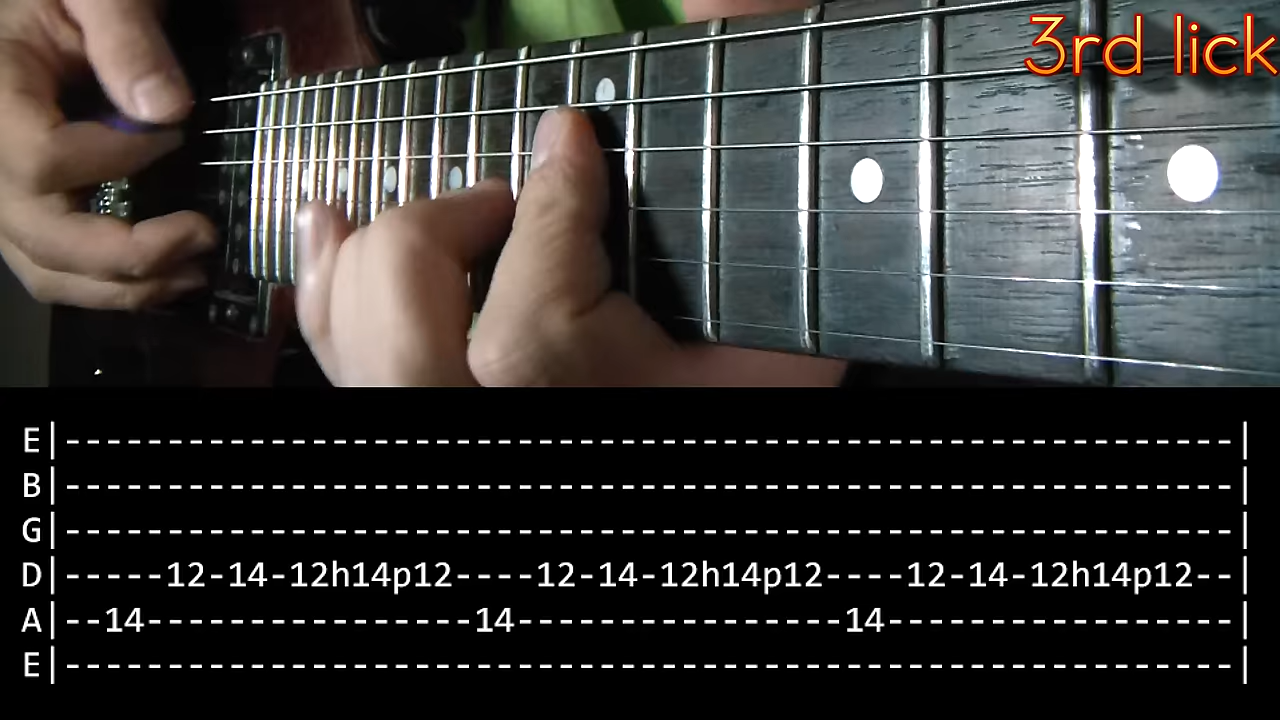 3rd lick
E|---------------------------------------------------------|
B|---------------------------------------------------------|
G|---------------------------------------------------------|
D|-----12-14-12h14p12----12-14-12h14p12----12-14-12h14p12--|
A|--14----------------14----------------14-----------------|
E|---------------------------------------------------------|